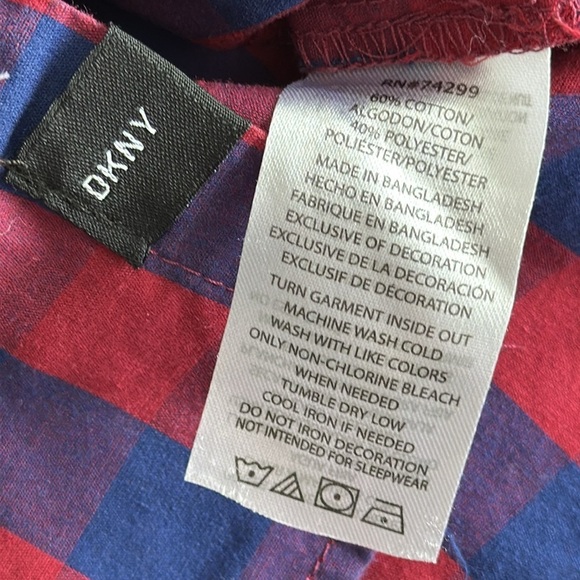 DKNY
RN#74299
60% COTTON/
ALGODON/COTON
40% POLYESTER/
POLIÉSTER/POLYESTER
MADE IN BANGLADESH
HECHO EN BANGLADESH
FABRIQUE EN BANGLADESH
EXCLUSIVE OF DECORATION
EXCLUSIVE DE LA DECORACIÓN
EXCLUSIF DE DÉCORATION
TURN GARMENT INSIDE OUT
MACHINE WASH COLD
WASH WITH LIKE COLORS
ONLY NON-CHLORINE BLEACH
WHEN NEEDED
TUMBLE DRY LOW
COOL IRON IF NEEDED
DO NOT IRON DECORATION
NOT INTENDED FOR SLEEPWEAR